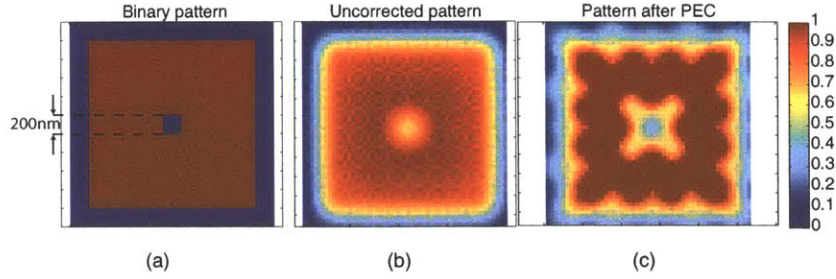 Binary pattern
Uncorrected pattern
Pattern after PEC
200nm
1
0.9
0.8
0.7
0.6
0.5
0.4
0.3
0.2
0.1
0
(a)
(b)
(c)